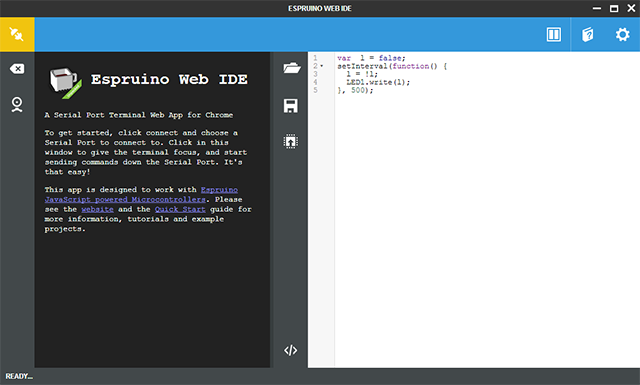 ESPRUINO WEB IDE
Espruino Web IDE
A Serial Port Terminal Web App for Chrome
To get started, click connect and choose a
Serial Port to connect to. Click in this
window to give the terminal focus, and start
sending commands down the Serial Port. It's
that easy!
This app is designed to work with Espruino
JavaScript powered Microcontrollers. Please
see the website and the Quick Start guide for
more information, tutorials and example
projects.
1 var l = false;
2 setInterval(function() {
3 l = !l;
4 LED1.write(l);
5 }, 500);
READY...